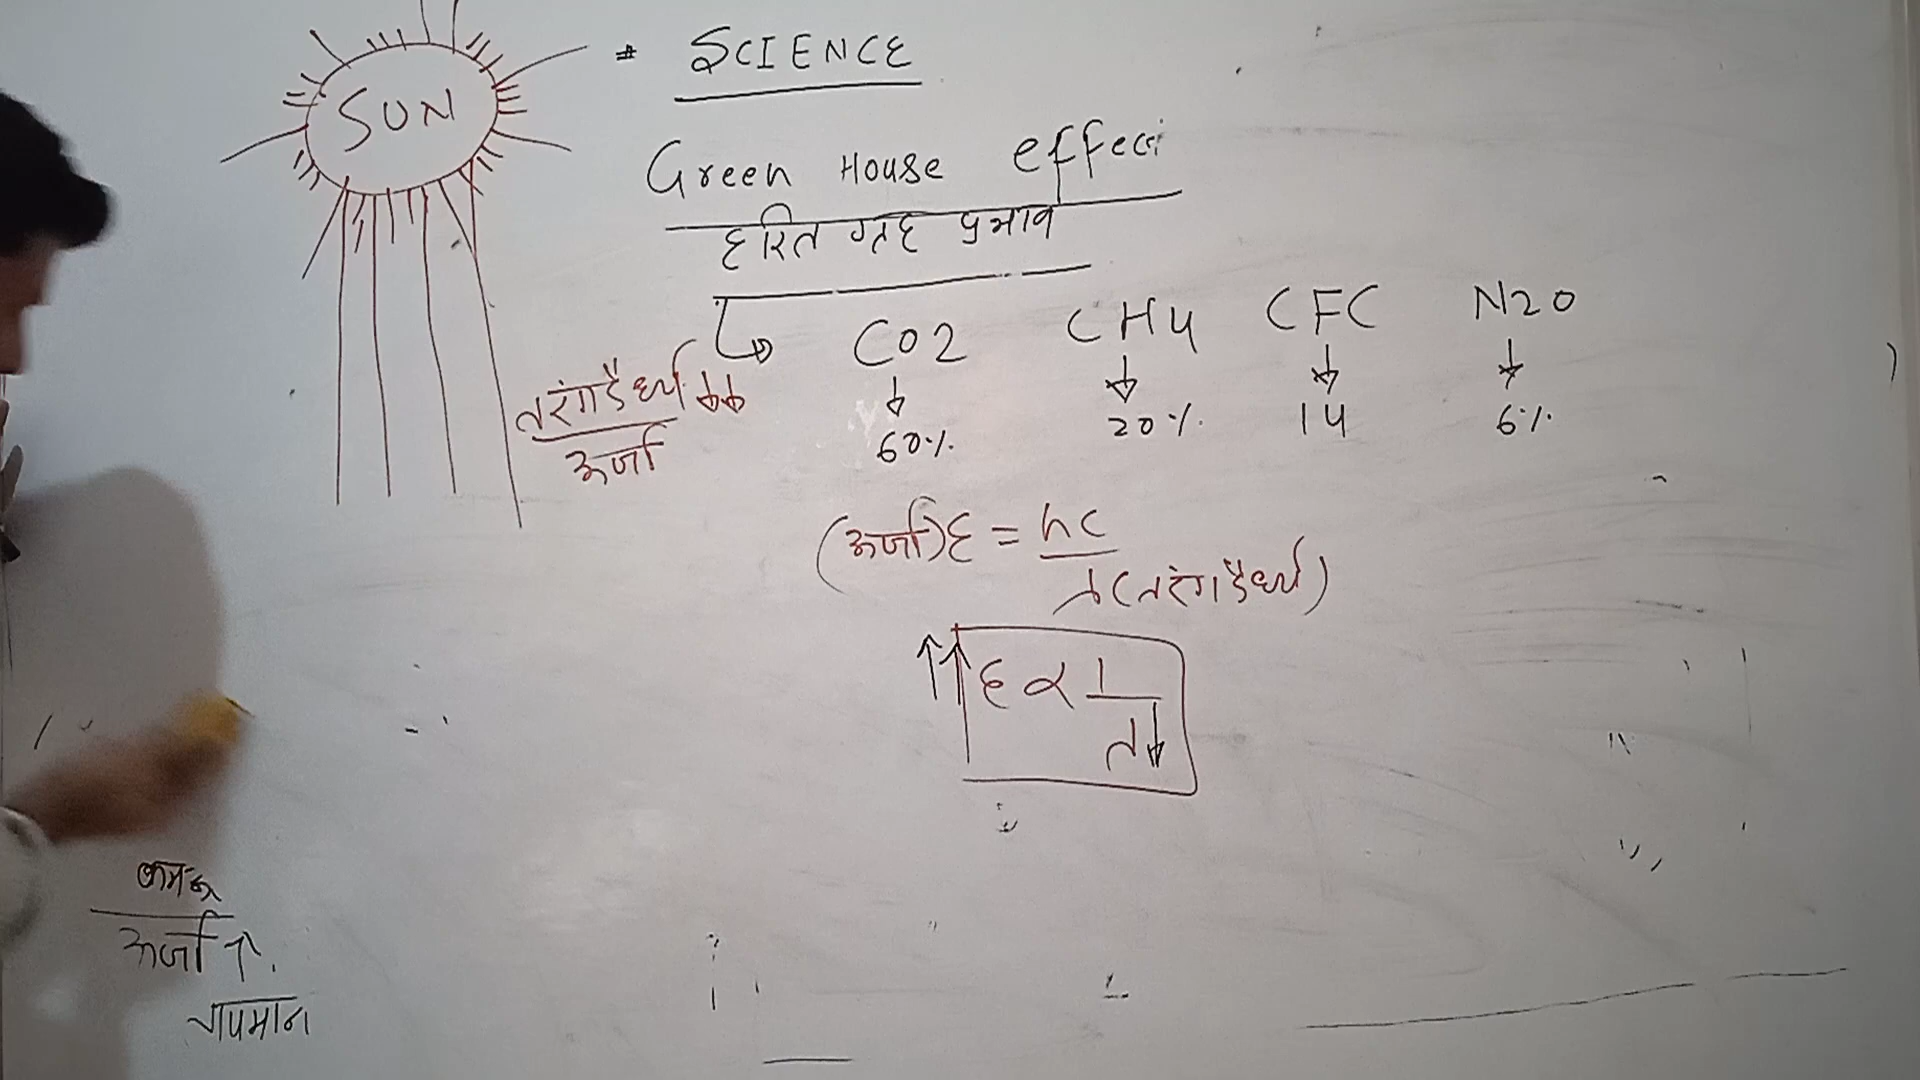 SUN
# SCIENCE
Green House effect
हरित ग्रह प्रभाव
↳ CO2 CH4 CFC N2O
↓ ↓ ↓ ↓
60% 20% 14 6%
तरंगदैर्ध्य ↓↓
ऊर्जा
(ऊर्जा) E = hc
λ (तरंगदैर्ध्य)
↑↑ E ∝ 1
λ↓
ऊर्जा ↑.
तापमान